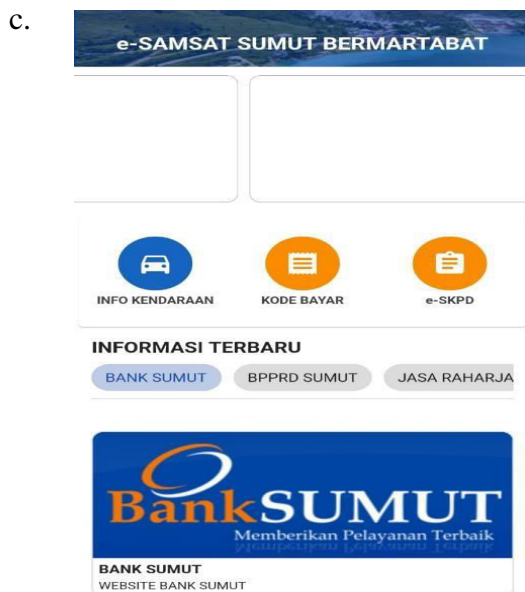 c.
e-SAMSAT SUMUT BERMARTABAT
INFO KENDARAAN
KODE BAYAR
e-SKPD
INFORMASI TERBARU
BANK SUMUT
BPPRD SUMUT
JASA RAHARJA
BankSUMUT
Memberikan Pelayanan Terbaik
BANK SUMUT
WEBSITE BANK SUMUT